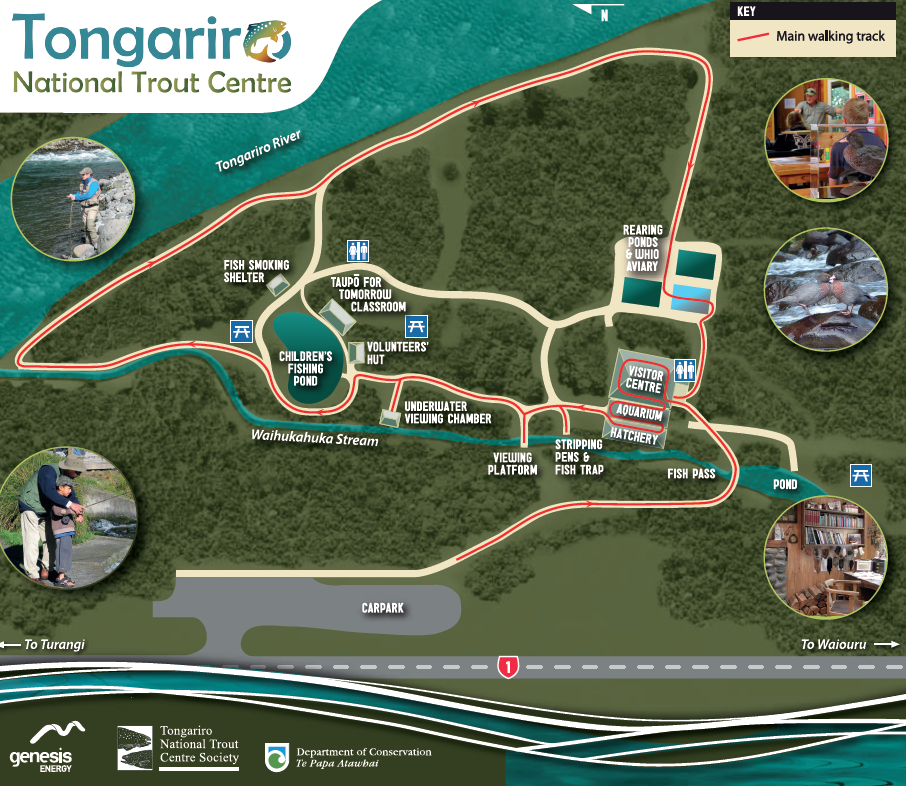 Tongariro
National Trout Centre
N
KEY
Main walking track
Tongariro River
REARING
PONDS
& WHIO
AVIARY
FISH SMOKING
SHELTER
TAUPŌ FOR
TOMORROW
CLASSROOM
VOLUNTEERS'
HUT
CHILDREN'S
FISHING
POND
VISITOR
CENTRE
AQUARIUM
HATCHERY
UNDERWATER
VIEWING CHAMBER
Waihukahuka Stream
VIEWING
PLATFORM
STRIPPING
PENS &
FISH TRAP
FISH PASS
POND
CARPARK
To Turangi
To Waiouru
1
genesis
ENERGY
Tongariro
National Trout
Centre Society
Department of Conservation
Te Papa Atawhai